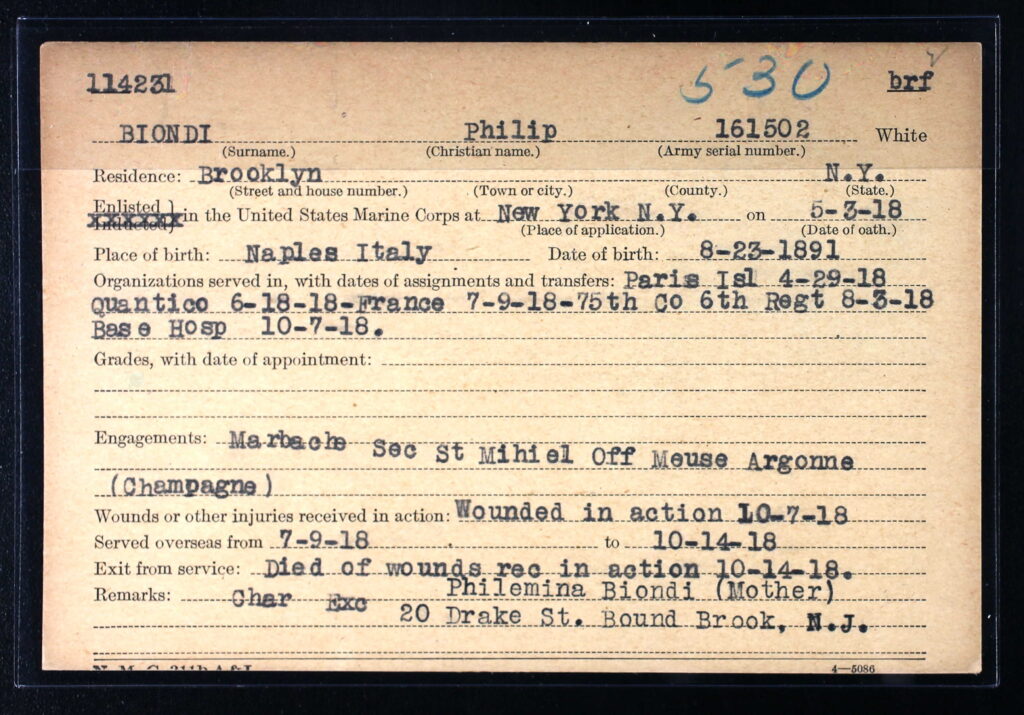 114231 530 brf
BIONDI Philip 161502 White
(Surname.) (Christian name.) (Army serial number.)
Residence: Brooklyn N.Y.
(Street and house number.) (Town or city.) (County.) (State.)
Enlisted }
in the United States Marine Corps at New York N.Y. on 5-3-18
Inducted}
(Place of application.) (Date of oath.)
Place of birth: Naples Italy Date of birth: 8-23-1891
Organizations served in, with dates of assignments and transfers: Paris Isl 4-29-18
Quantico 6-18-18-France 7-9-18-75th Co 6th Regt 8-3-18
Base Hosp 10-7-18.
Grades, with date of appointment:
Engagements: Marbache Sec St Mihiel Off Meuse Argonne
(Champagne)
Wounds or other injuries received in action: Wounded in action 10-7-18
Served overseas from 7-9-18 to 10-14-18
Exit from service: Died of wounds rec in action 10-14-18.
Remarks: Char Exc Philemina Biondi (Mother)
20 Drake St. Bound Brook, N.J.
4—5086